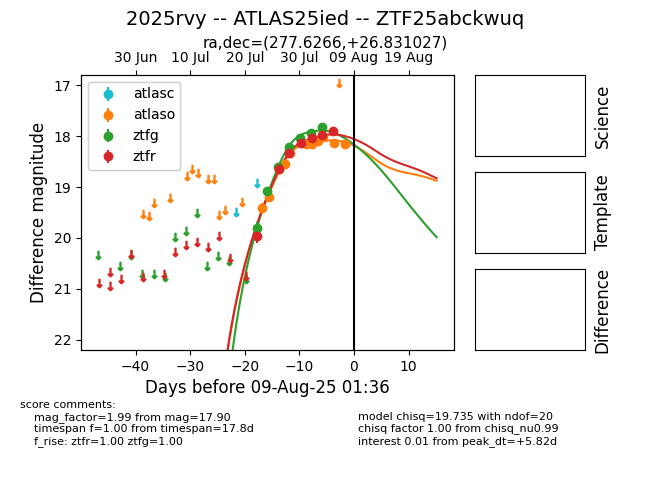 2025rvy -- ATLAS25ied -- ZTF25abckwuq
ra,dec=(277.6266,+26.831027)
30 Jun 10 Jul 20 Jul 30 Jul 09 Aug 19 Aug
atlasc
atlaso
ztfg
ztfr
17
18
19
20
21
22
Difference magnitude
−40 −30 −20 −10 0 10
Days before 09-Aug-25 01:36
Science
Template
Difference
score comments:
mag_factor=1.99 from mag=17.90
timespan f=1.00 from timespan=17.8d
f_rise: ztfr=1.00 ztfg=1.00
model chisq=19.735 with ndof=20
chisq factor 1.00 from chisq_nu0.99
interest 0.01 from peak_dt=+5.82d